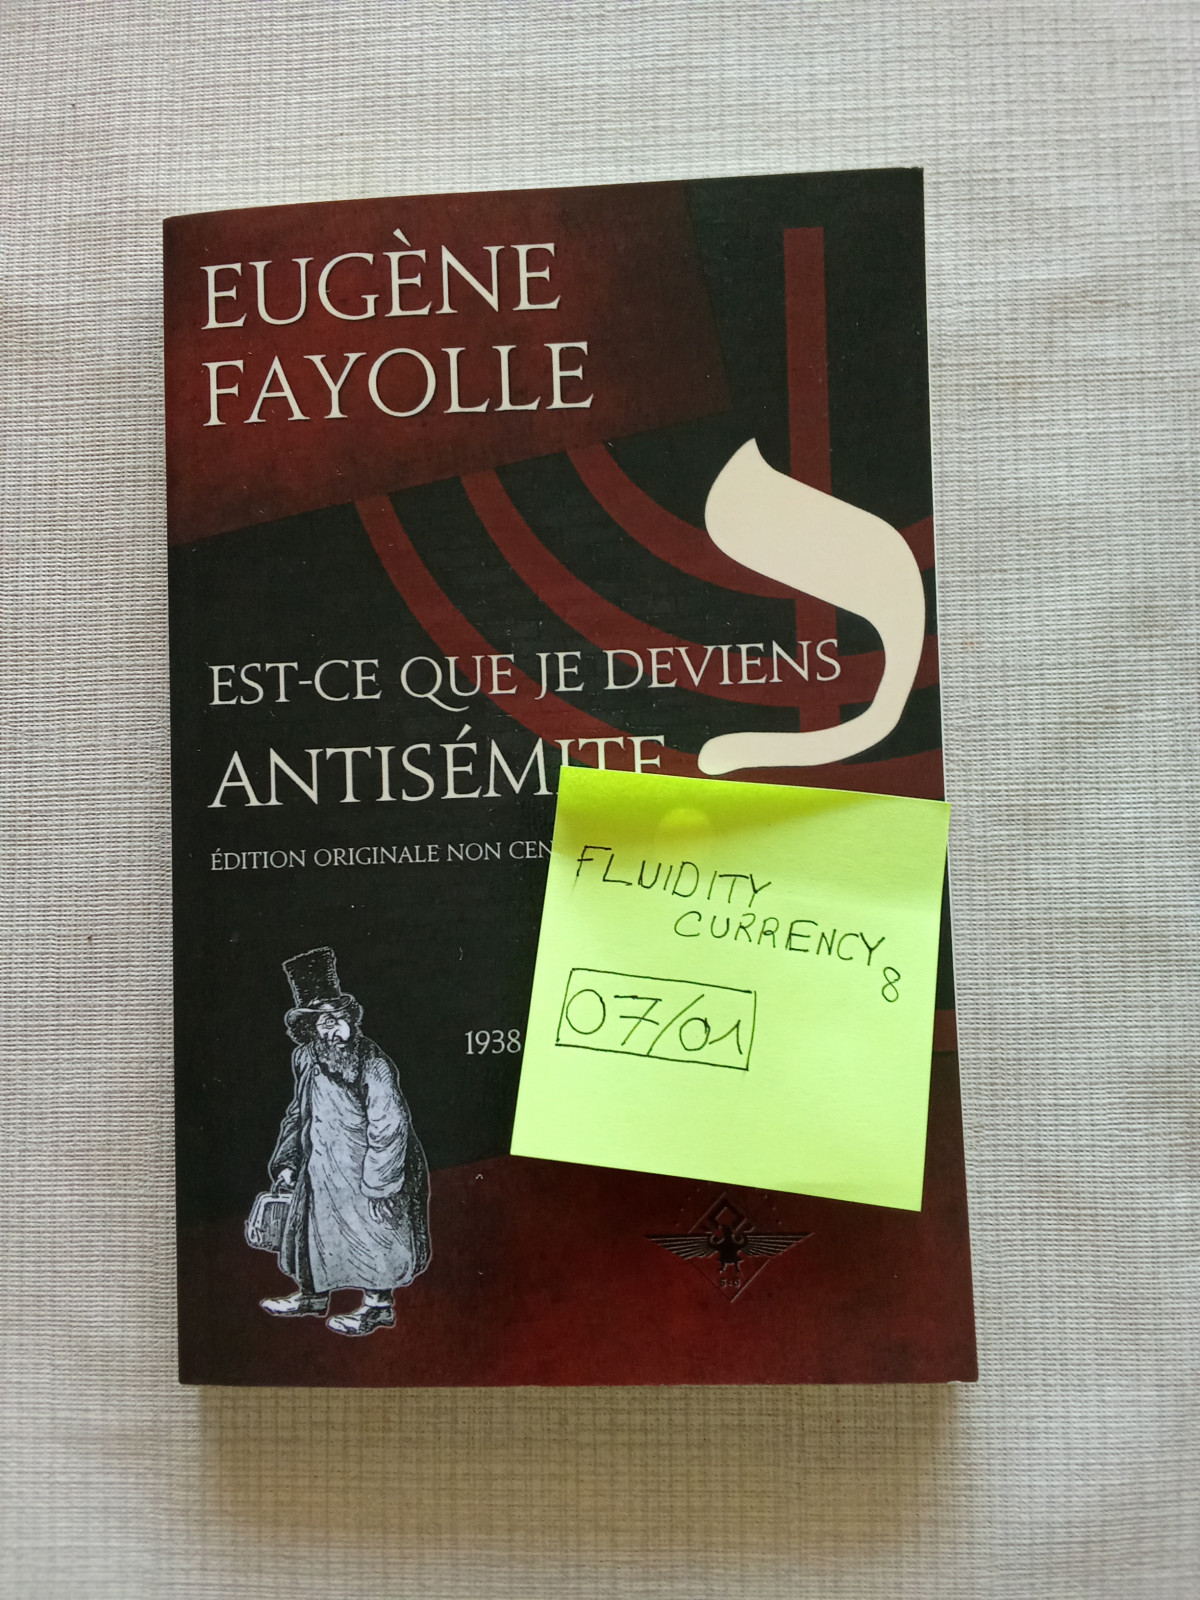 EUGÈNE
FAYOLLE
EST-CE QUE JE DEVIENS
ANTISÉMITE
ÉDITION ORIGINALE NON CEN
1938
FLUIDITY
CURRENCY
8
07/01